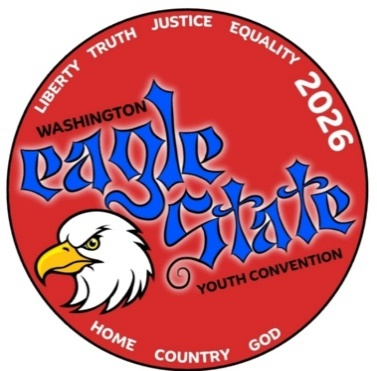 LIBERTY TRUTH JUSTICE EQUALITY
2026
WASHINGTON
eagle
State
YOUTH CONVENTION
HOME COUNTRY GOD